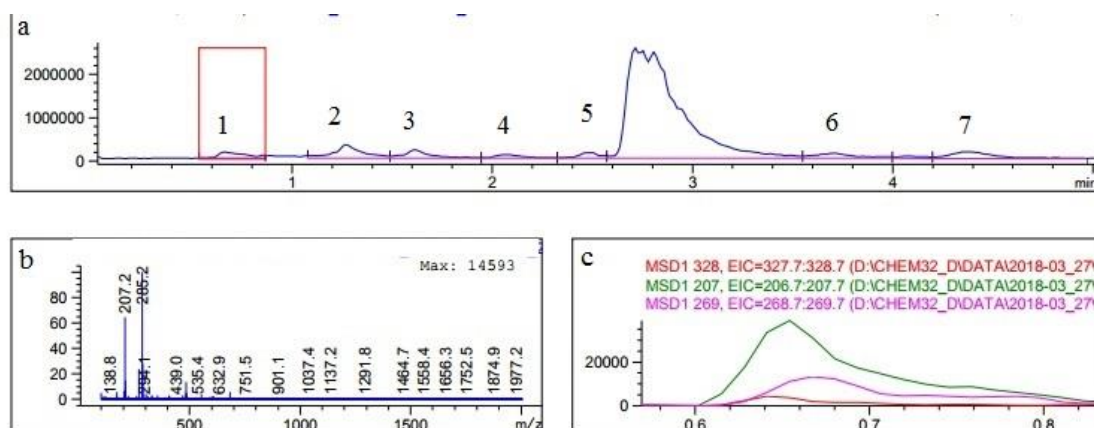 a
2000000
1000000
0
1 2 3 4 5 6 7
1 2 3 4 min
b
Max: 14593
80
60
40
20
0
138.8 207.2 285.2 294.1 439.0 535.4 632.9 751.5 901.1 1037.4 1137.2 1291.8 1464.7 1558.4 1656.3 1752.5 1874.9 1977.2
500 1000 1500 m/z
c
MSD1 328, EIC=327.7:328.7 (D:\CHEM32_D\DATA\2018-03_27\
MSD1 207, EIC=206.7:207.7 (D:\CHEM32_D\DATA\2018-03_27\
MSD1 269, EIC=268.7:269.7 (D:\CHEM32_D\DATA\2018-03_27\
20000
0
0.6 0.7 0.8